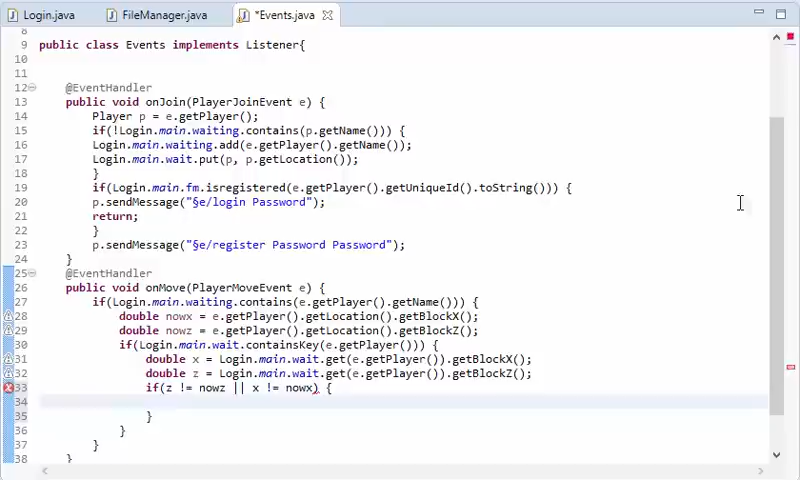 Login.java
FileManager.java
*Events.java
8
9 public class Events implements Listener{
10
11
12 @EventHandler
13 public void onJoin(PlayerJoinEvent e) {
14 Player p = e.getPlayer();
15 if(!Login.main.waiting.contains(p.getName())) {
16 Login.main.waiting.add(e.getPlayer().getName());
17 Login.main.wait.put(p, p.getLocation());
18 }
19 if(Login.main.fm.isregistered(e.getPlayer().getUniqueId().toString())) {
20 p.sendMessage("§e/login Password");
21 return;
22 }
23 p.sendMessage("§e/register Password Password");
24 }
25 @EventHandler
26 public void onMove(PlayerMoveEvent e) {
27 if(Login.main.waiting.contains(e.getPlayer().getName())) {
28 double nowx = e.getPlayer().getLocation().getBlockX();
29 double nowz = e.getPlayer().getLocation().getBlockZ();
30 if(Login.main.wait.containsKey(e.getPlayer())) {
31 double x = Login.main.wait.get(e.getPlayer()).getBlockX();
32 double z = Login.main.wait.get(e.getPlayer()).getBlockZ();
33 if(z != nowz || x != nowx) {
34
35 }
36 }
37 }
38 }